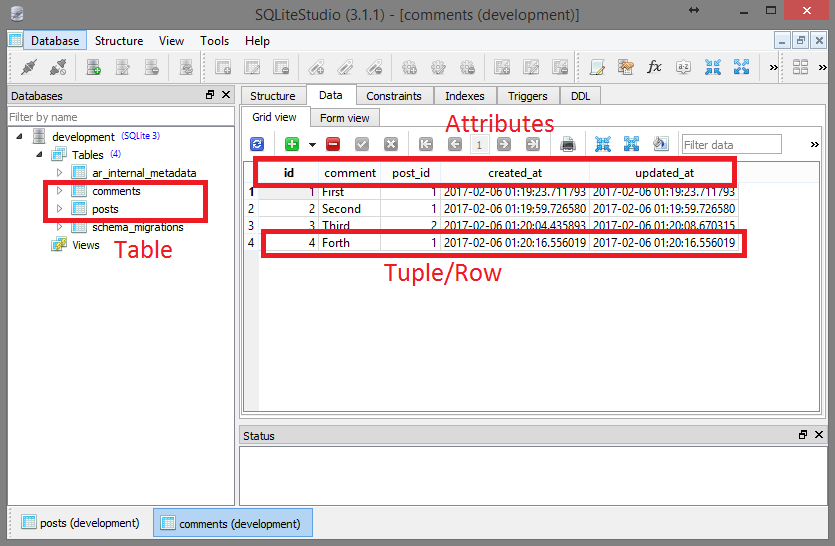 SQLiteStudio (3.1.1) - [comments (development)]
Database Structure View Tools Help
Databases
Filter by name
development (SQLite 3)
Tables (4)
ar_internal_metadata
comments
posts
schema_migrations
Views
Table
Structure Data Constraints Indexes Triggers DDL
Grid view Form view
Attributes
1 Filter data
id comment post_id created_at updated_at
1 1 First 1 2017-02-06 01:19:23.711793 2017-02-06 01:19:23.711793
2 2 Second 1 2017-02-06 01:19:59.726580 2017-02-06 01:19:59.726580
3 3 Third 2 2017-02-06 01:20:04.435893 2017-02-06 01:20:08.670315
4 4 Forth 1 2017-02-06 01:20:16.556019 2017-02-06 01:20:16.556019
Tuple/Row
Status
posts (development) comments (development)